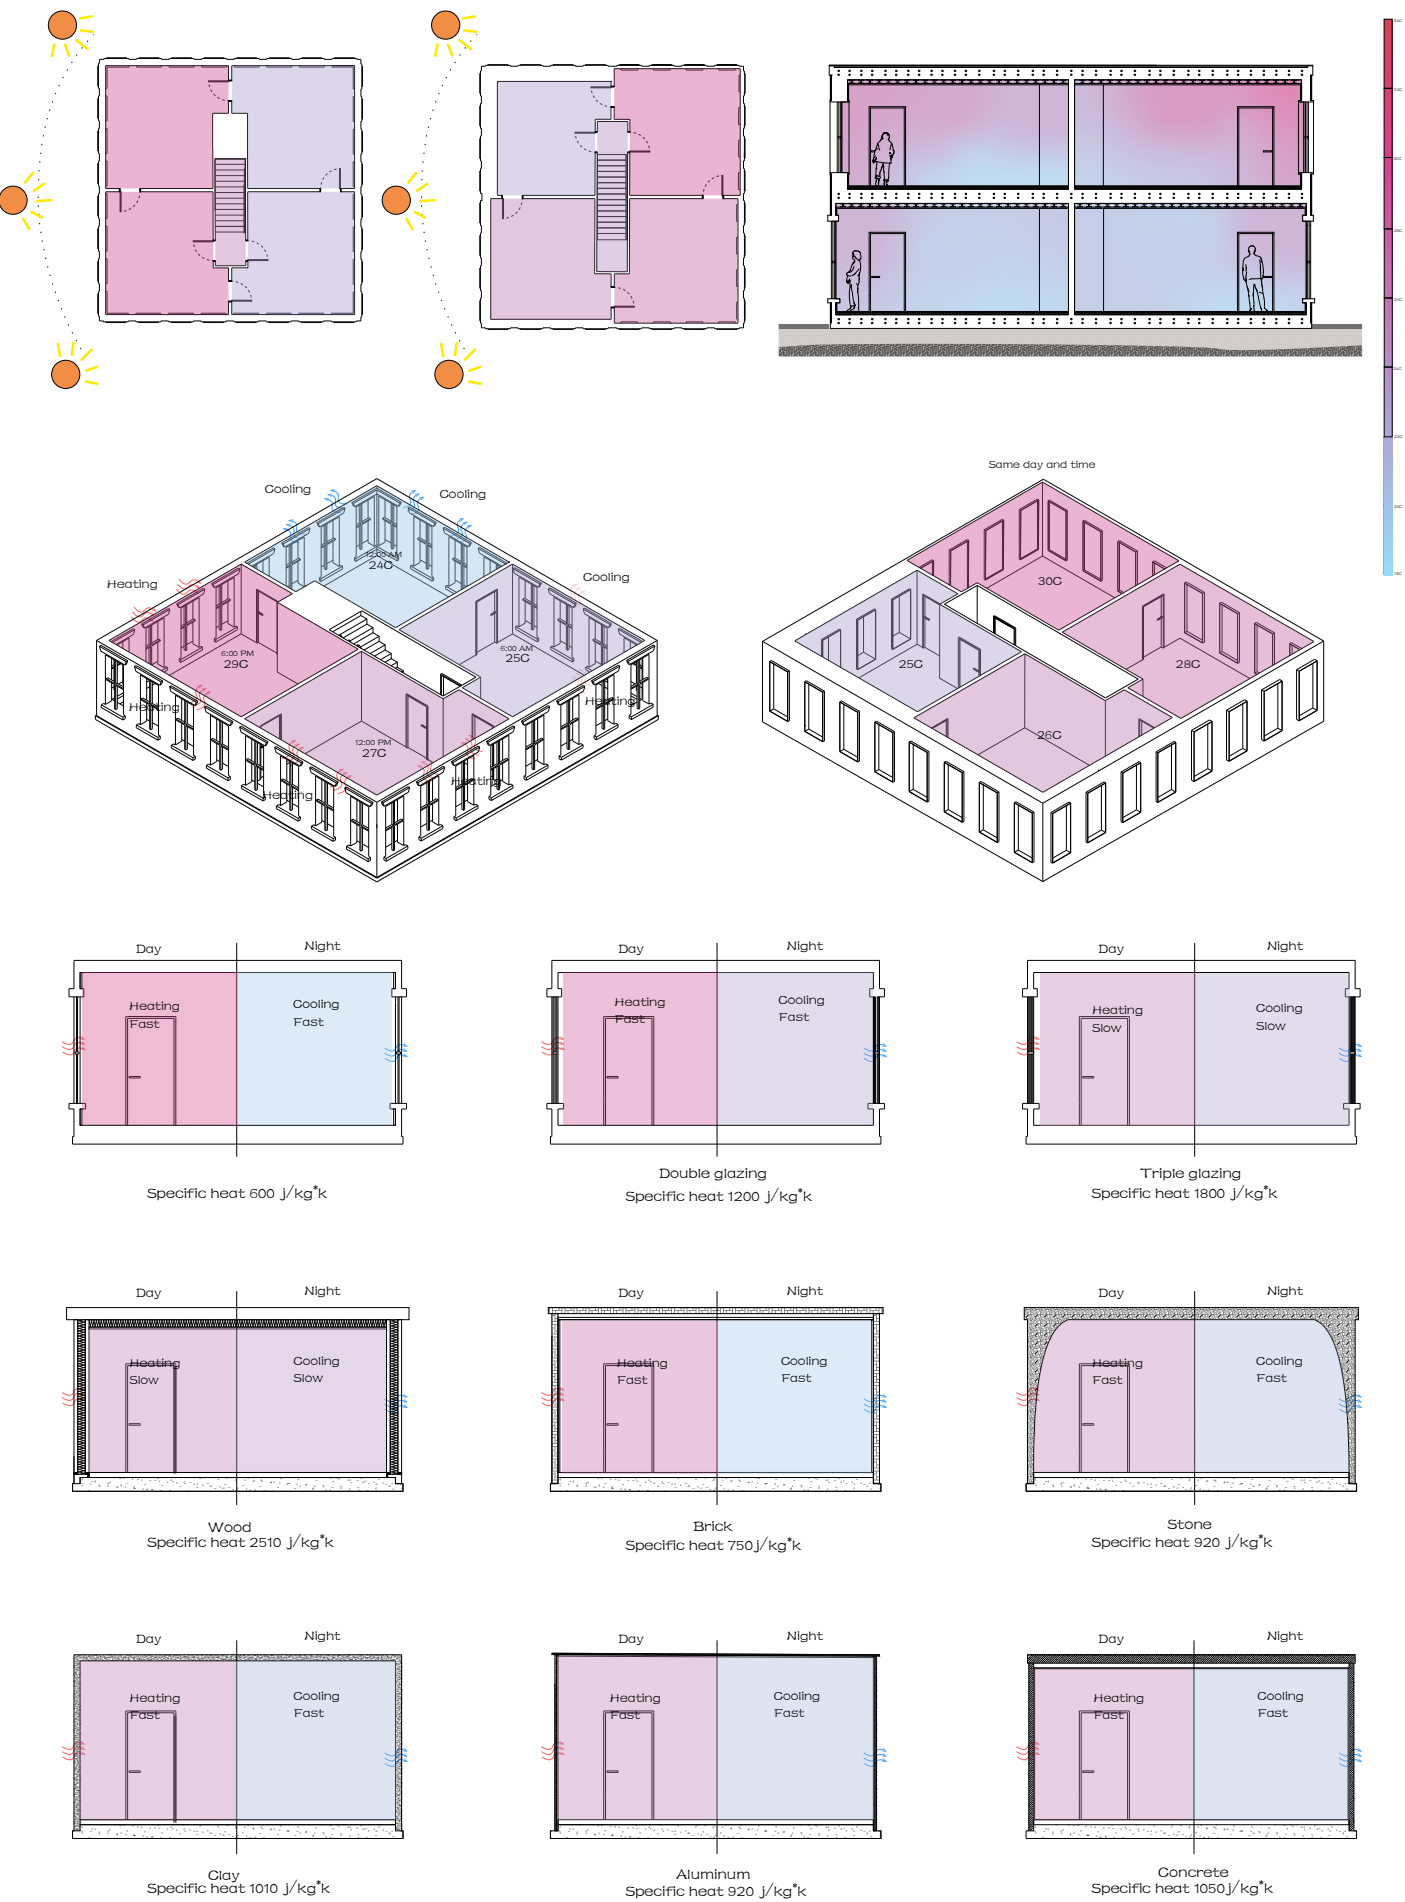 Same day and time
Cooling
Cooling
Heating
Cooling
12:00 AM
24C
6:00 PM
29C
6:00 AM
25C
Heating
Heating
12:00 PM
27C
Heating
Heating
30C
25C
28C
26C
Day
Night
Heating
Fast
Cooling
Fast
Specific heat 600 j/kg*k
Day
Night
Heating
Fast
Cooling
Fast
Double glazing
Specific heat 1200 j/kg*k
Day
Night
Heating
Slow
Cooling
Slow
Triple glazing
Specific heat 1800 j/kg*k
Day
Night
Heating
Slow
Cooling
Slow
Wood
Specific heat 2510 j/kg*k
Day
Night
Heating
Fast
Cooling
Fast
Brick
Specific heat 750j/kg*k
Day
Night
Heating
Fast
Cooling
Fast
Stone
Specific heat 920 j/kg*k
Day
Night
Heating
Fast
Cooling
Fast
Clay
Specific heat 1010 j/kg*k
Day
Night
Heating
Fast
Cooling
Fast
Aluminum
Specific heat 920 j/kg*k
Day
Night
Heating
Fast
Cooling
Fast
Concrete
Specific heat 1050j/kg*k